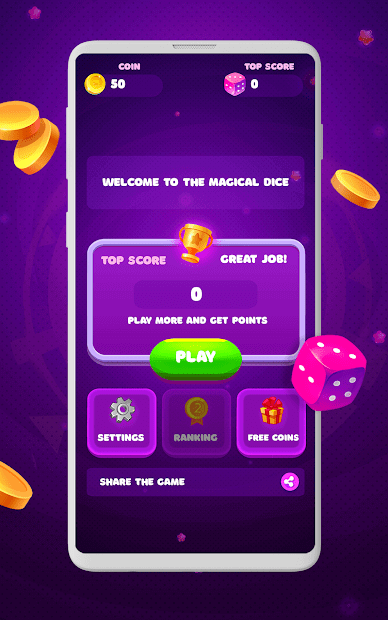 COIN
50
TOP SCORE
0
WELCOME TO THE MAGICAL DICE
TOP SCORE
GREAT JOB!
0
PLAY MORE AND GET POINTS
PLAY
2
SETTINGS
RANKING
FREE COINS
SHARE THE GAME